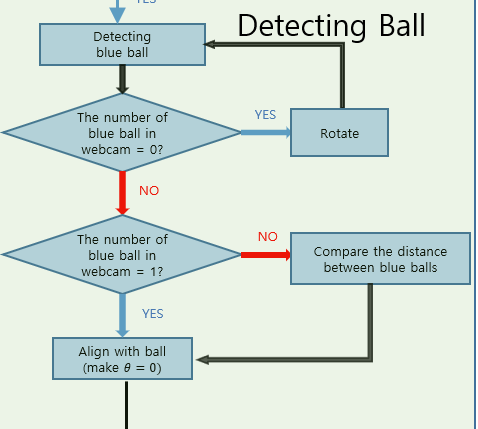 YES
Detecting Ball
Detecting
blue ball
The number of
blue ball in
webcam = 0?
YES
Rotate
NO
The number of
blue ball in
webcam = 1?
NO
Compare the distance
between blue balls
YES
Align with ball
(make θ = 0)